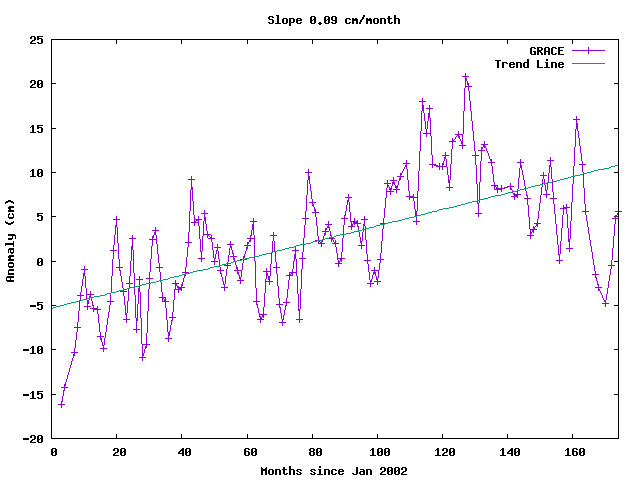 Slope 0.09 cm/month
25
20
15
10
5
0
-5
-10
-15
-20
Anomaly (cm)
GRACE
Trend Line
0 20 40 60 80 100 120 140 160
Months since Jan 2002